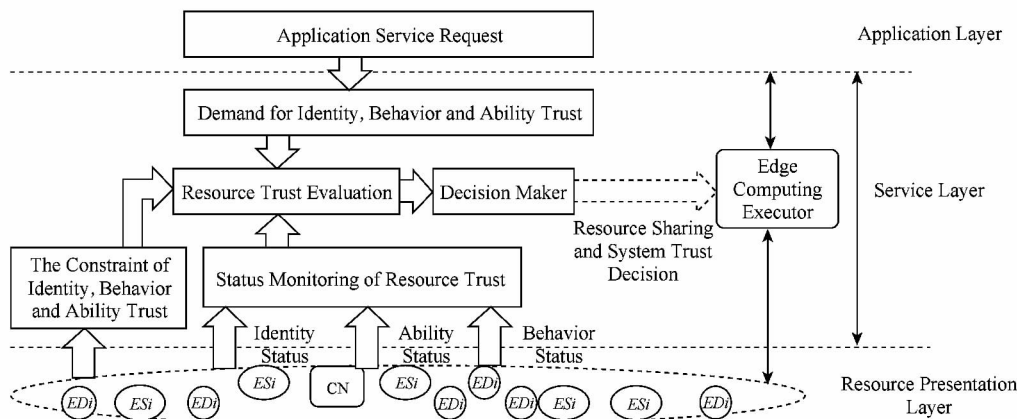 Application Service Request
Application Layer
Demand for Identity, Behavior and Ability Trust
Resource Trust Evaluation
Decision Maker
Edge
Computing
Executor
Service Layer
Resource Sharing
and System Trust
Decision
The Constraint of
Identity, Behavior
and Ability Trust
Status Monitoring of Resource Trust
Identity
Status
Ability
Status
Behavior
Status
EDi
ESi
EDi
ESi
CN
ESi
EDi
EDi
EDi
ESi
ESi
EDi
Resource Presentation
Layer